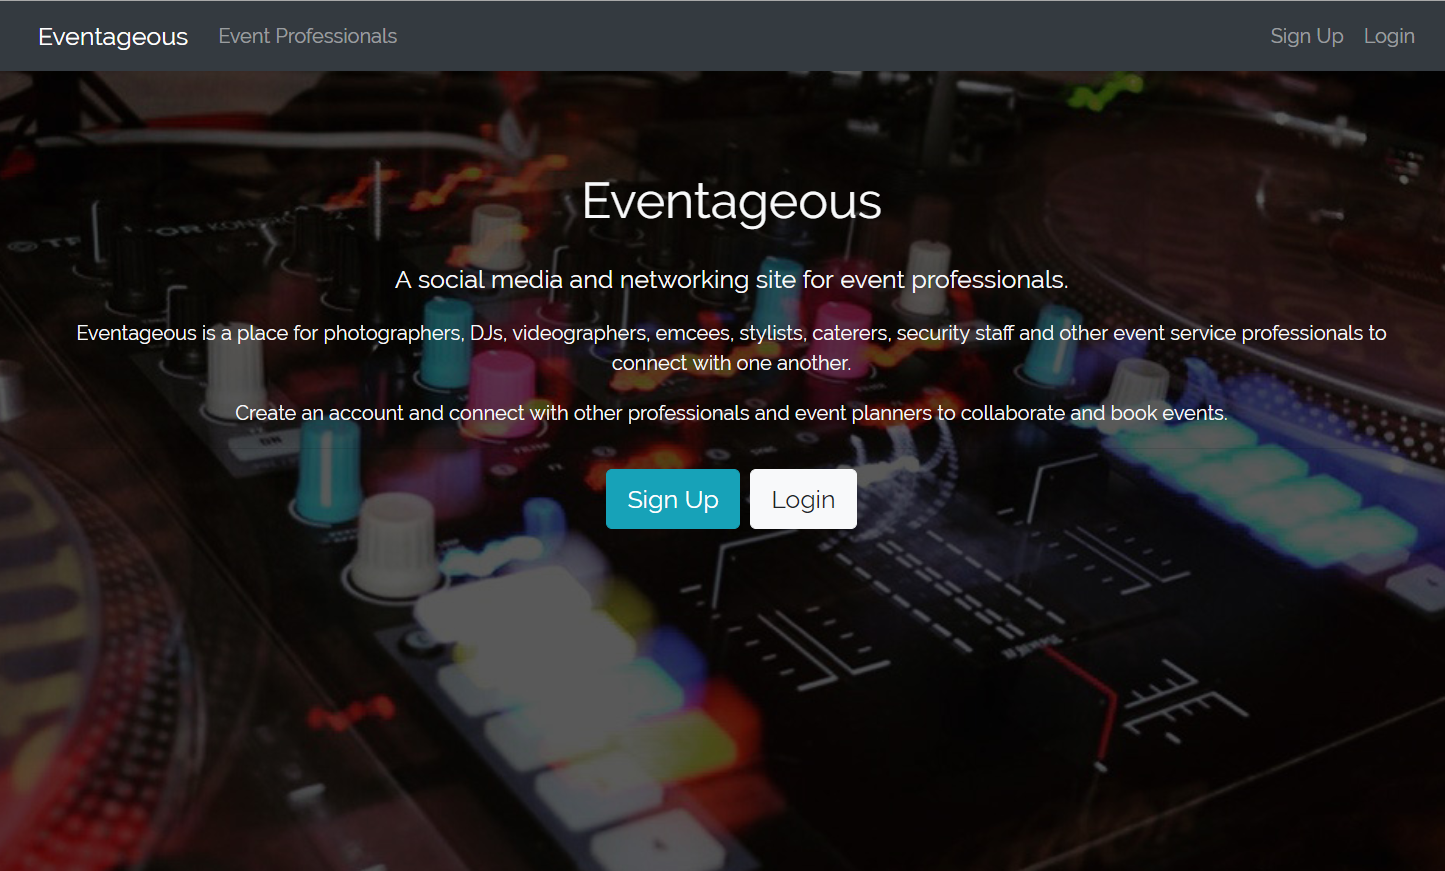 Eventageous Event Professionals Sign Up Login
Eventageous
A social media and networking site for event professionals.
Eventageous is a place for photographers, DJs, videographers, emcees, stylists, caterers, security staff and other event service professionals to
connect with one another.
Create an account and connect with other professionals and event planners to collaborate and book events.
Sign Up Login